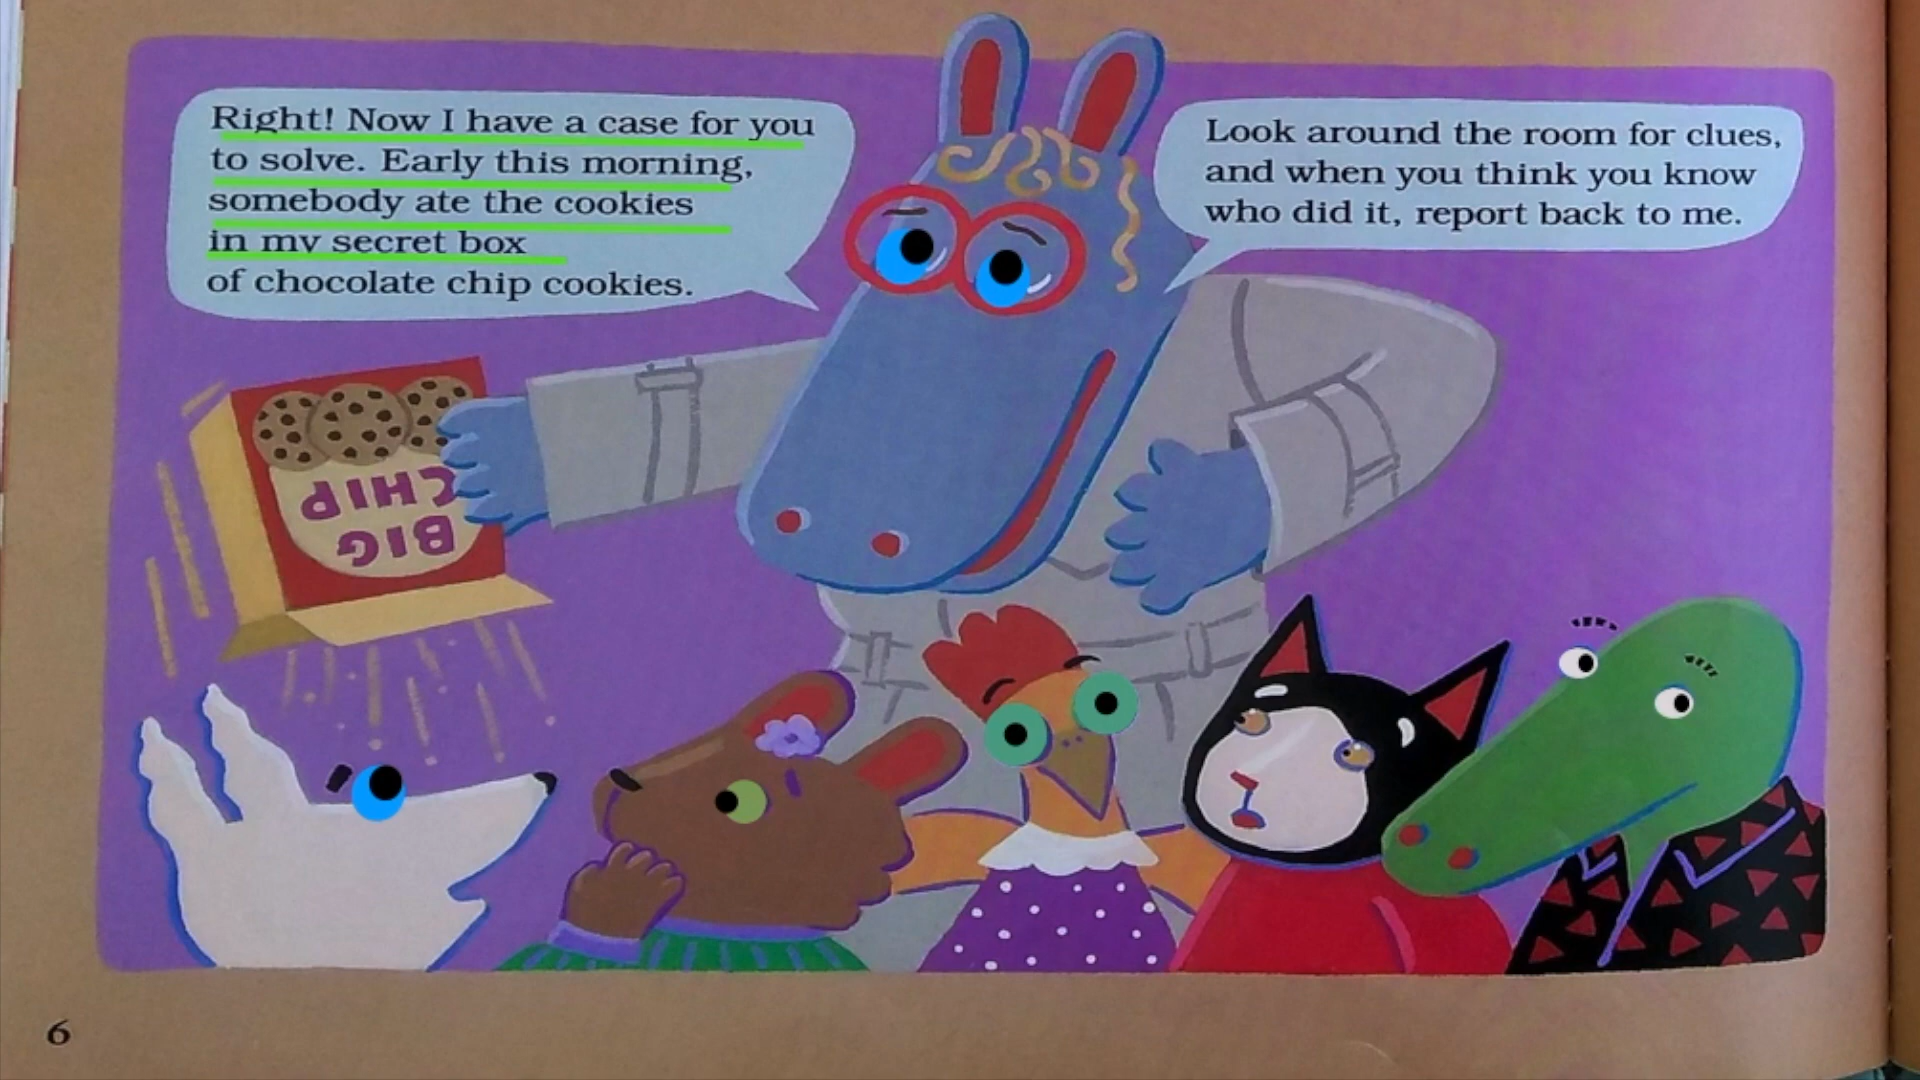 Right! Now I have a case for you
to solve. Early this morning,
somebody ate the cookies
in my secret box
of chocolate chip cookies.
Look around the room for clues,
and when you think you know
who did it, report back to me.
BIG
CHIP
6